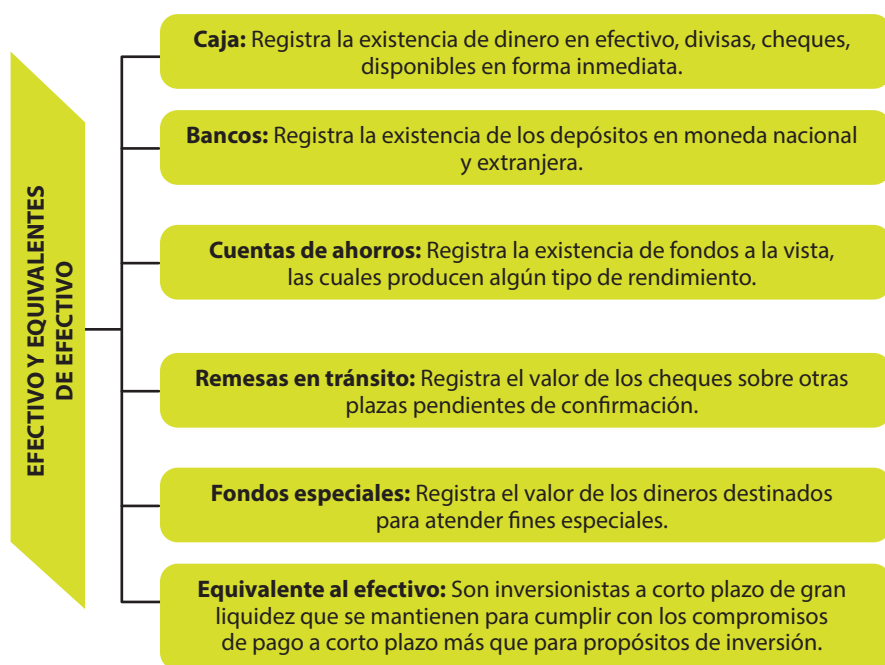 EFECTIVO Y EQUIVALENTES
DE EFECTIVO
Caja: Registra la existencia de dinero en efectivo, divisas, cheques,
disponibles en forma inmediata.
Bancos: Registra la existencia de los depósitos en moneda nacional
y extranjera.
Cuentas de ahorros: Registra la existencia de fondos a la vista,
las cuales producen algún tipo de rendimiento.
Remesas en tránsito: Registra el valor de los cheques sobre otras
plazas pendientes de confirmación.
Fondos especiales: Registra el valor de los dineros destinados
para atender fines especiales.
Equivalente al efectivo: Son inversionistas a corto plazo de gran
liquidez que se mantienen para cumplir con los compromisos
de pago a corto plazo más que para propósitos de inversión.